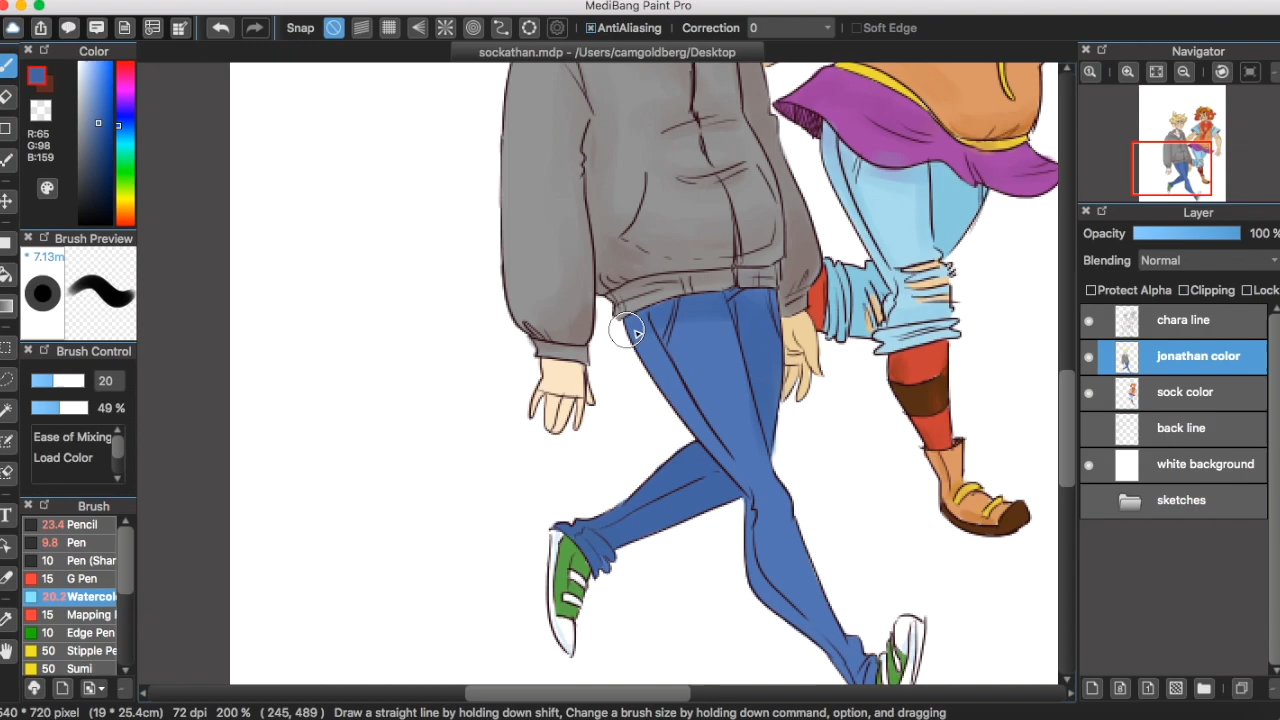 MediBang Paint Pro
Snap
AntiAliasing
Correction
0
Soft Edge
Color
sockathan.mdp - /Users/camgoldberg/Desktop
Navigator
R:65
G:98
B:159
Brush Preview
* 7.13m
Layer
Opacity
100 %
Blending
Normal
Protect Alpha
Clipping
Lock
chara line
Brush Control
20
jonathan color
49 %
sock color
Ease of Mixing
back line
Load Color
white background
Brush
sketches
23.4 Pencil
9.8 Pen
10 Pen (Shar
15 G Pen
20.2 Watercol
15 Mapping
10 Edge Pen
50 Stipple Pe
50 Sumi
540 * 720 pixel (19 * 25.4cm) 72 dpi 200 % ( 245, 489 ) Draw a straight line by holding down shift, Change a brush size by holding down command, option, and dragging